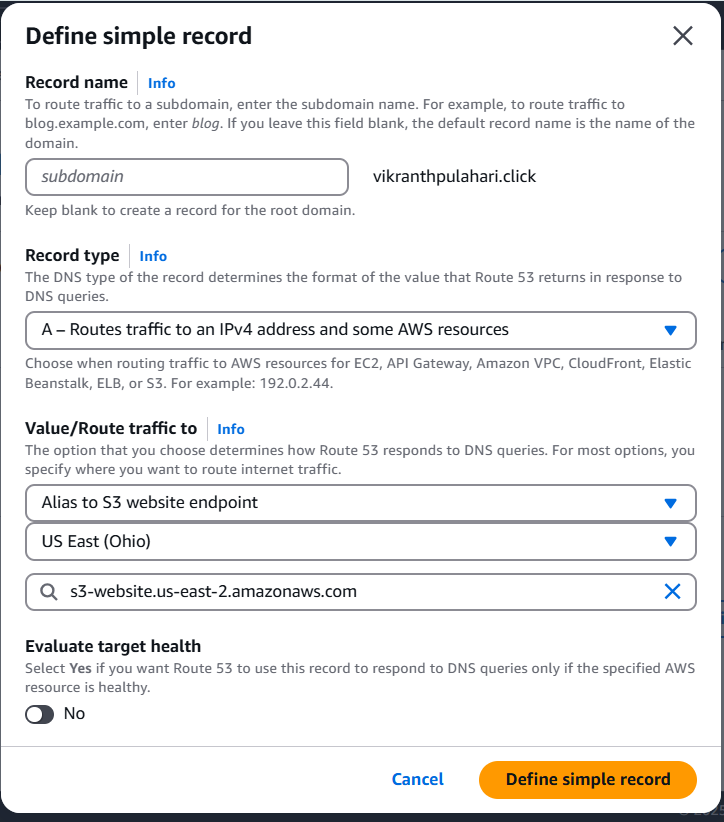 Define simple record
Record name Info
To route traffic to a subdomain, enter the subdomain name. For example, to route traffic to
blog.example.com, enter blog. If you leave this field blank, the default record name is the name of the
domain.
subdomain vikranthpulahari.click
Keep blank to create a record for the root domain.
Record type Info
The DNS type of the record determines the format of the value that Route 53 returns in response to
DNS queries.
A – Routes traffic to an IPv4 address and some AWS resources
Choose when routing traffic to AWS resources for EC2, API Gateway, Amazon VPC, CloudFront, Elastic
Beanstalk, ELB, or S3. For example: 192.0.2.44.
Value/Route traffic to Info
The option that you choose determines how Route 53 responds to DNS queries. For most options, you
specify where you want to route internet traffic.
Alias to S3 website endpoint
US East (Ohio)
s3-website.us-east-2.amazonaws.com
Evaluate target health
Select Yes if you want Route 53 to use this record to respond to DNS queries only if the specified AWS
resource is healthy.
No
Cancel Define simple record